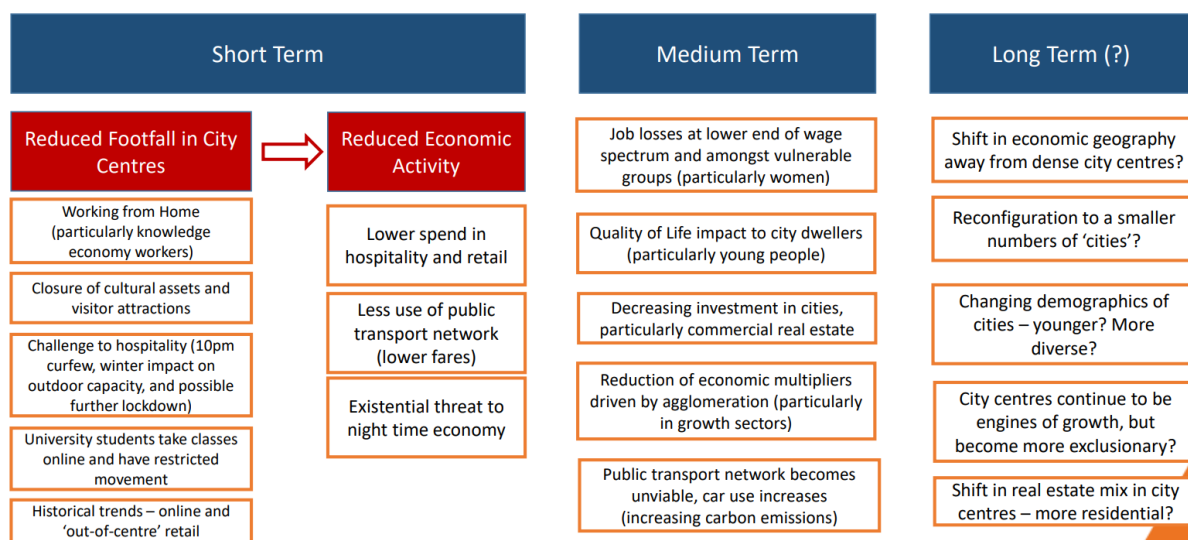 Short Term
Medium Term
Long Term (?)
Reduced Footfall in City
Centres
Reduced Economic
Activity
Working from Home
(particularly knowledge
economy workers)
Closure of cultural assets and
visitor attractions
Challenge to hospitality (10pm
curfew, winter impact on
outdoor capacity, and possible
further lockdown)
University students take classes
online and have restricted
movement
Historical trends – online and
‘out-of-centre’ retail
Lower spend in
hospitality and retail
Less use of public
transport network
(lower fares)
Existential threat to
night time economy
Job losses at lower end of wage
spectrum and amongst vulnerable
groups (particularly women)
Quality of Life impact to city dwellers
(particularly young people)
Decreasing investment in cities,
particularly commercial real estate
Reduction of economic multipliers
driven by agglomeration (particularly
in growth sectors)
Public transport network becomes
unviable, car use increases
(increasing carbon emissions)
Shift in economic geography
away from dense city centres?
Reconfiguration to a smaller
numbers of ‘cities’?
Changing demographics of
cities – younger? More
diverse?
City centres continue to be
engines of growth, but
become more exclusionary?
Shift in real estate mix in city
centres – more residential?